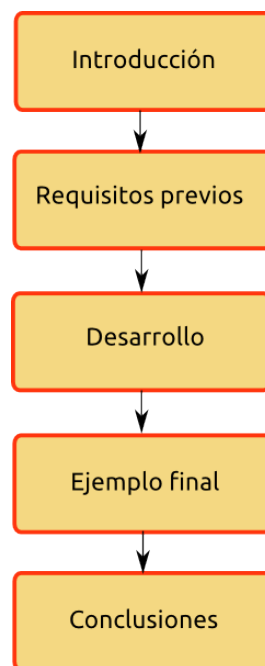 Introducción
Requisitos previos
Desarrollo
Ejemplo final
Conclusiones